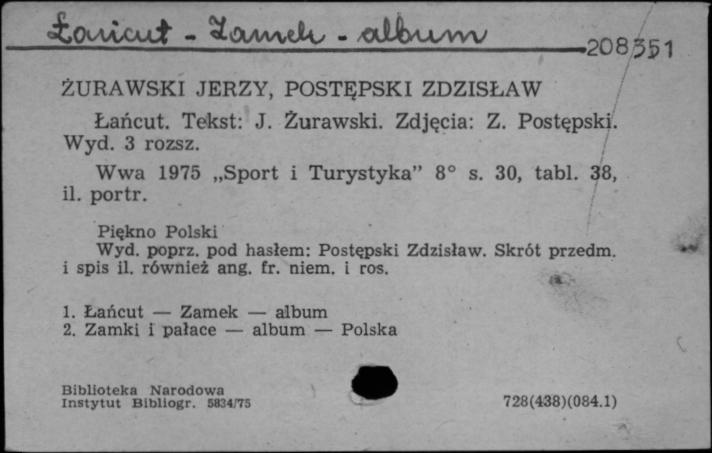 Łańcut - Zamek - album
208351
ŻURAWSKI JERZY, POSTĘPSKI ZDZISŁAW
Łańcut. Tekst: J. Żurawski. Zdjęcia: Z. Postępski.
Wyd. 3 rozsz.
Wwa 1975 „Sport i Turystyka” 8° s. 30, tabl. 38,
il. portr.
Piękno Polski
Wyd. poprz. pod hasłem: Postępski Zdzisław. Skrót przedm.
i spis il. również ang. fr. niem. i ros.
1. Łańcut — Zamek — album
2. Zamki i pałace — album — Polska
Biblioteka Narodowa
Instytut Bibliogr. 5834/75
728(438)(084.1)